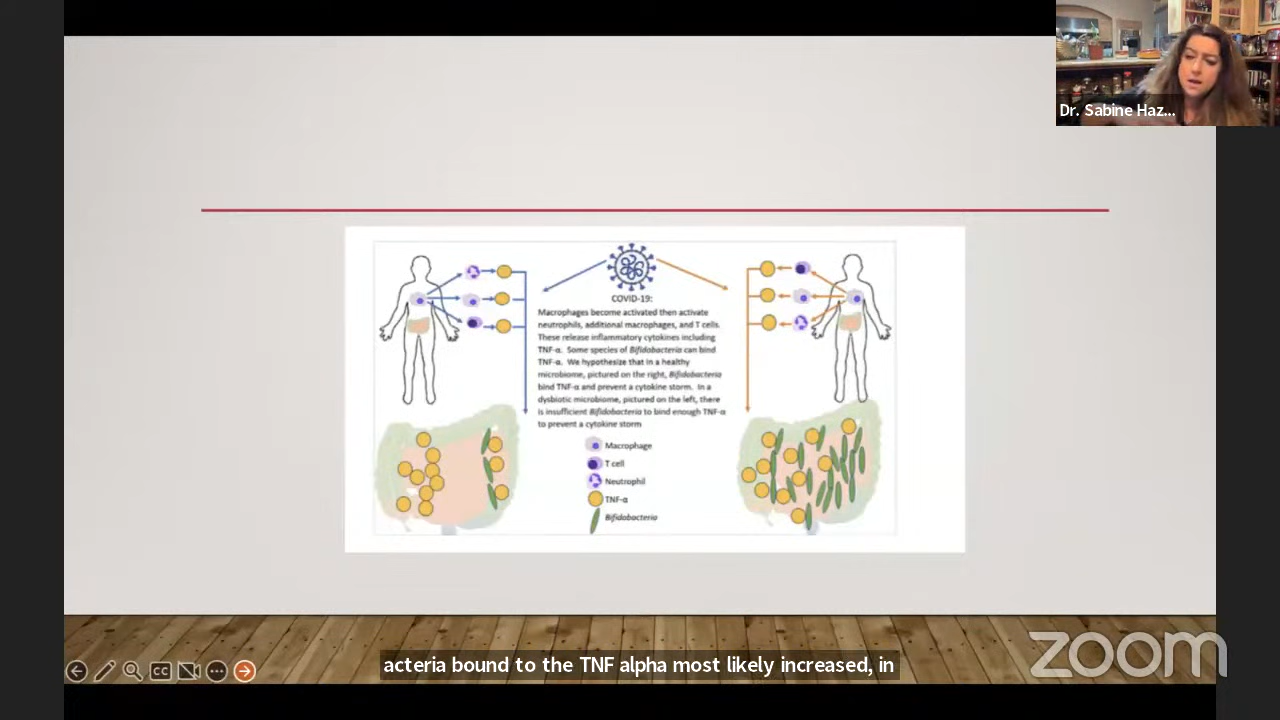 Dr. Sabine Haz...
COVID-19:
Macrophages become activated then activate
neutrophils, additional macrophages, and T cells.
These release inflammatory cytokines including
TNF-α. Some species of Bifidobacteria can bind
TNF-α. We hypothesize that in a healthy
microbiome, pictured on the right, Bifidobacteria
bind TNF-α and prevent a cytokine storm. In a
dysbiotic microbiome, pictured on the left, there
is insufficient Bifidobacteria to bind enough TNF-α
to prevent a cytokine storm
Macrophage
T cell
Neutrophil
TNF-α
Bifidobacteria
CC
acteria bound to the TNF alpha most likely increased, in
zoom